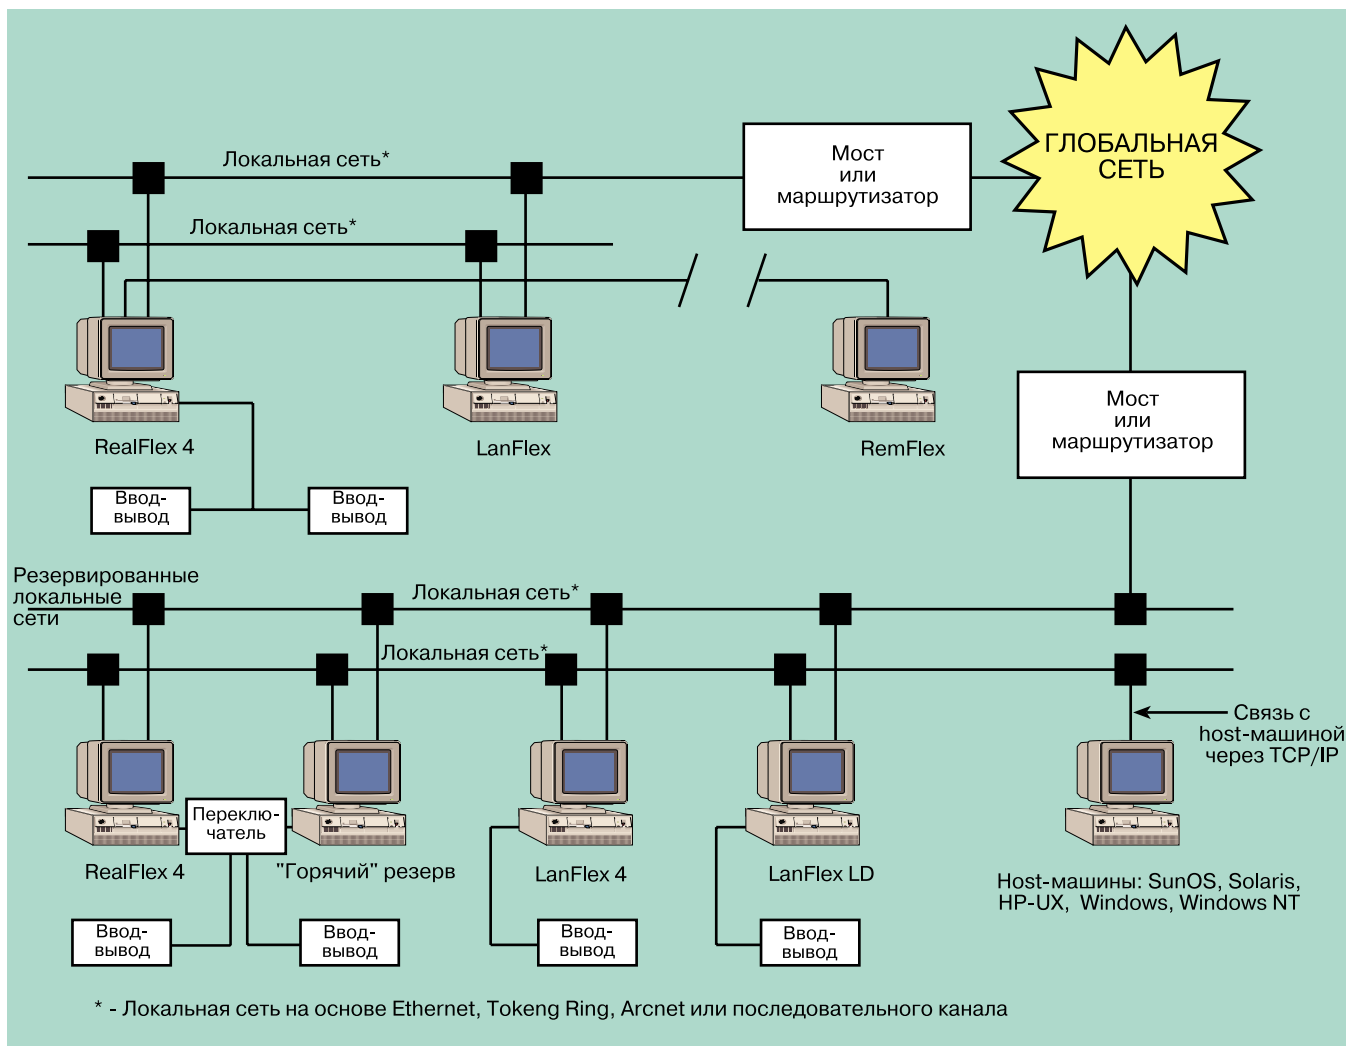 Локальная сеть*
Мост
или
маршрутизатор
ГЛОБАЛЬНАЯ
СЕТЬ
Локальная сеть*
RealFlex 4
LanFlex
RemFlex
Мост
или
маршрутизатор
Ввод-
вывод
Ввод-
вывод
Резервированные
локальные
сети
Локальная сеть*
Локальная сеть*
Связь с
host-машиной
через TCP/IP
Переклю-
чатель
RealFlex 4
"Горячий" резерв
LanFlex 4
LanFlex LD
Host-машины: SunOS, Solaris,
HP-UX, Windows, Windows NT
Ввод-
вывод
Ввод-
вывод
Ввод-
вывод
Ввод-
вывод
* - Локальная сеть на основе Ethernet, Tokeng Ring, Arcnet или последовательного канала